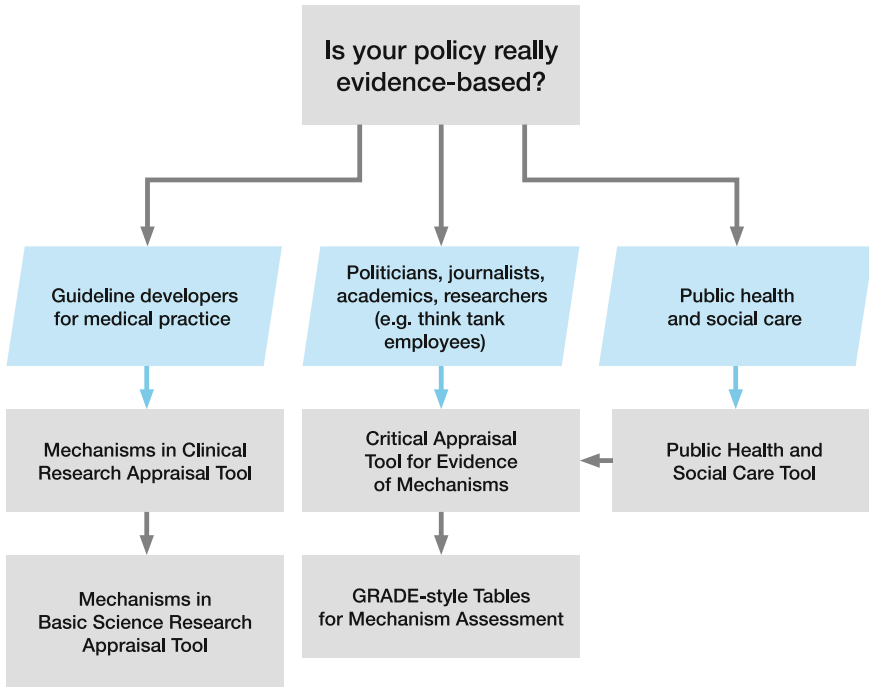 Is your policy really
evidence-based?
Guideline developers
for medical practice
Politicians, journalists,
academics, researchers
(e.g. think tank
employees)
Public health
and social care
Mechanisms in Clinical
Research Appraisal Tool
Critical Appraisal
Tool for Evidence
of Mechanisms
Public Health and
Social Care Tool
Mechanisms in
Basic Science Research
Appraisal Tool
GRADE-style Tables
for Mechanism Assessment